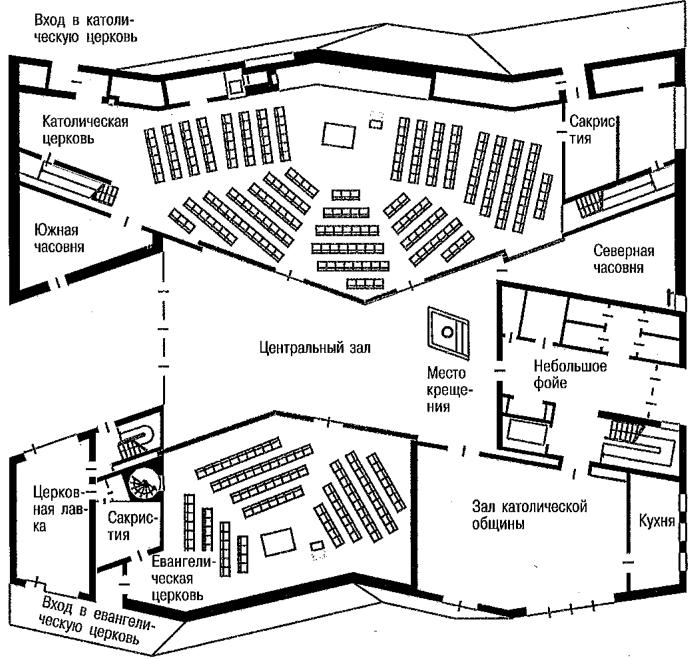 Вход в католи-
ческую церковь
Католическая
церковь
Сакрис-
тия
Южная
часовня
Северная
часовня
Центральный зал
Место
креще-
ния
Небольшое
фойе
Церков-
ная лав-
ка
Сакрис-
тия
Евангели-
ческая
церковь
Зал католической
общины
Кухня
Вход в евангели-
ческую церковь